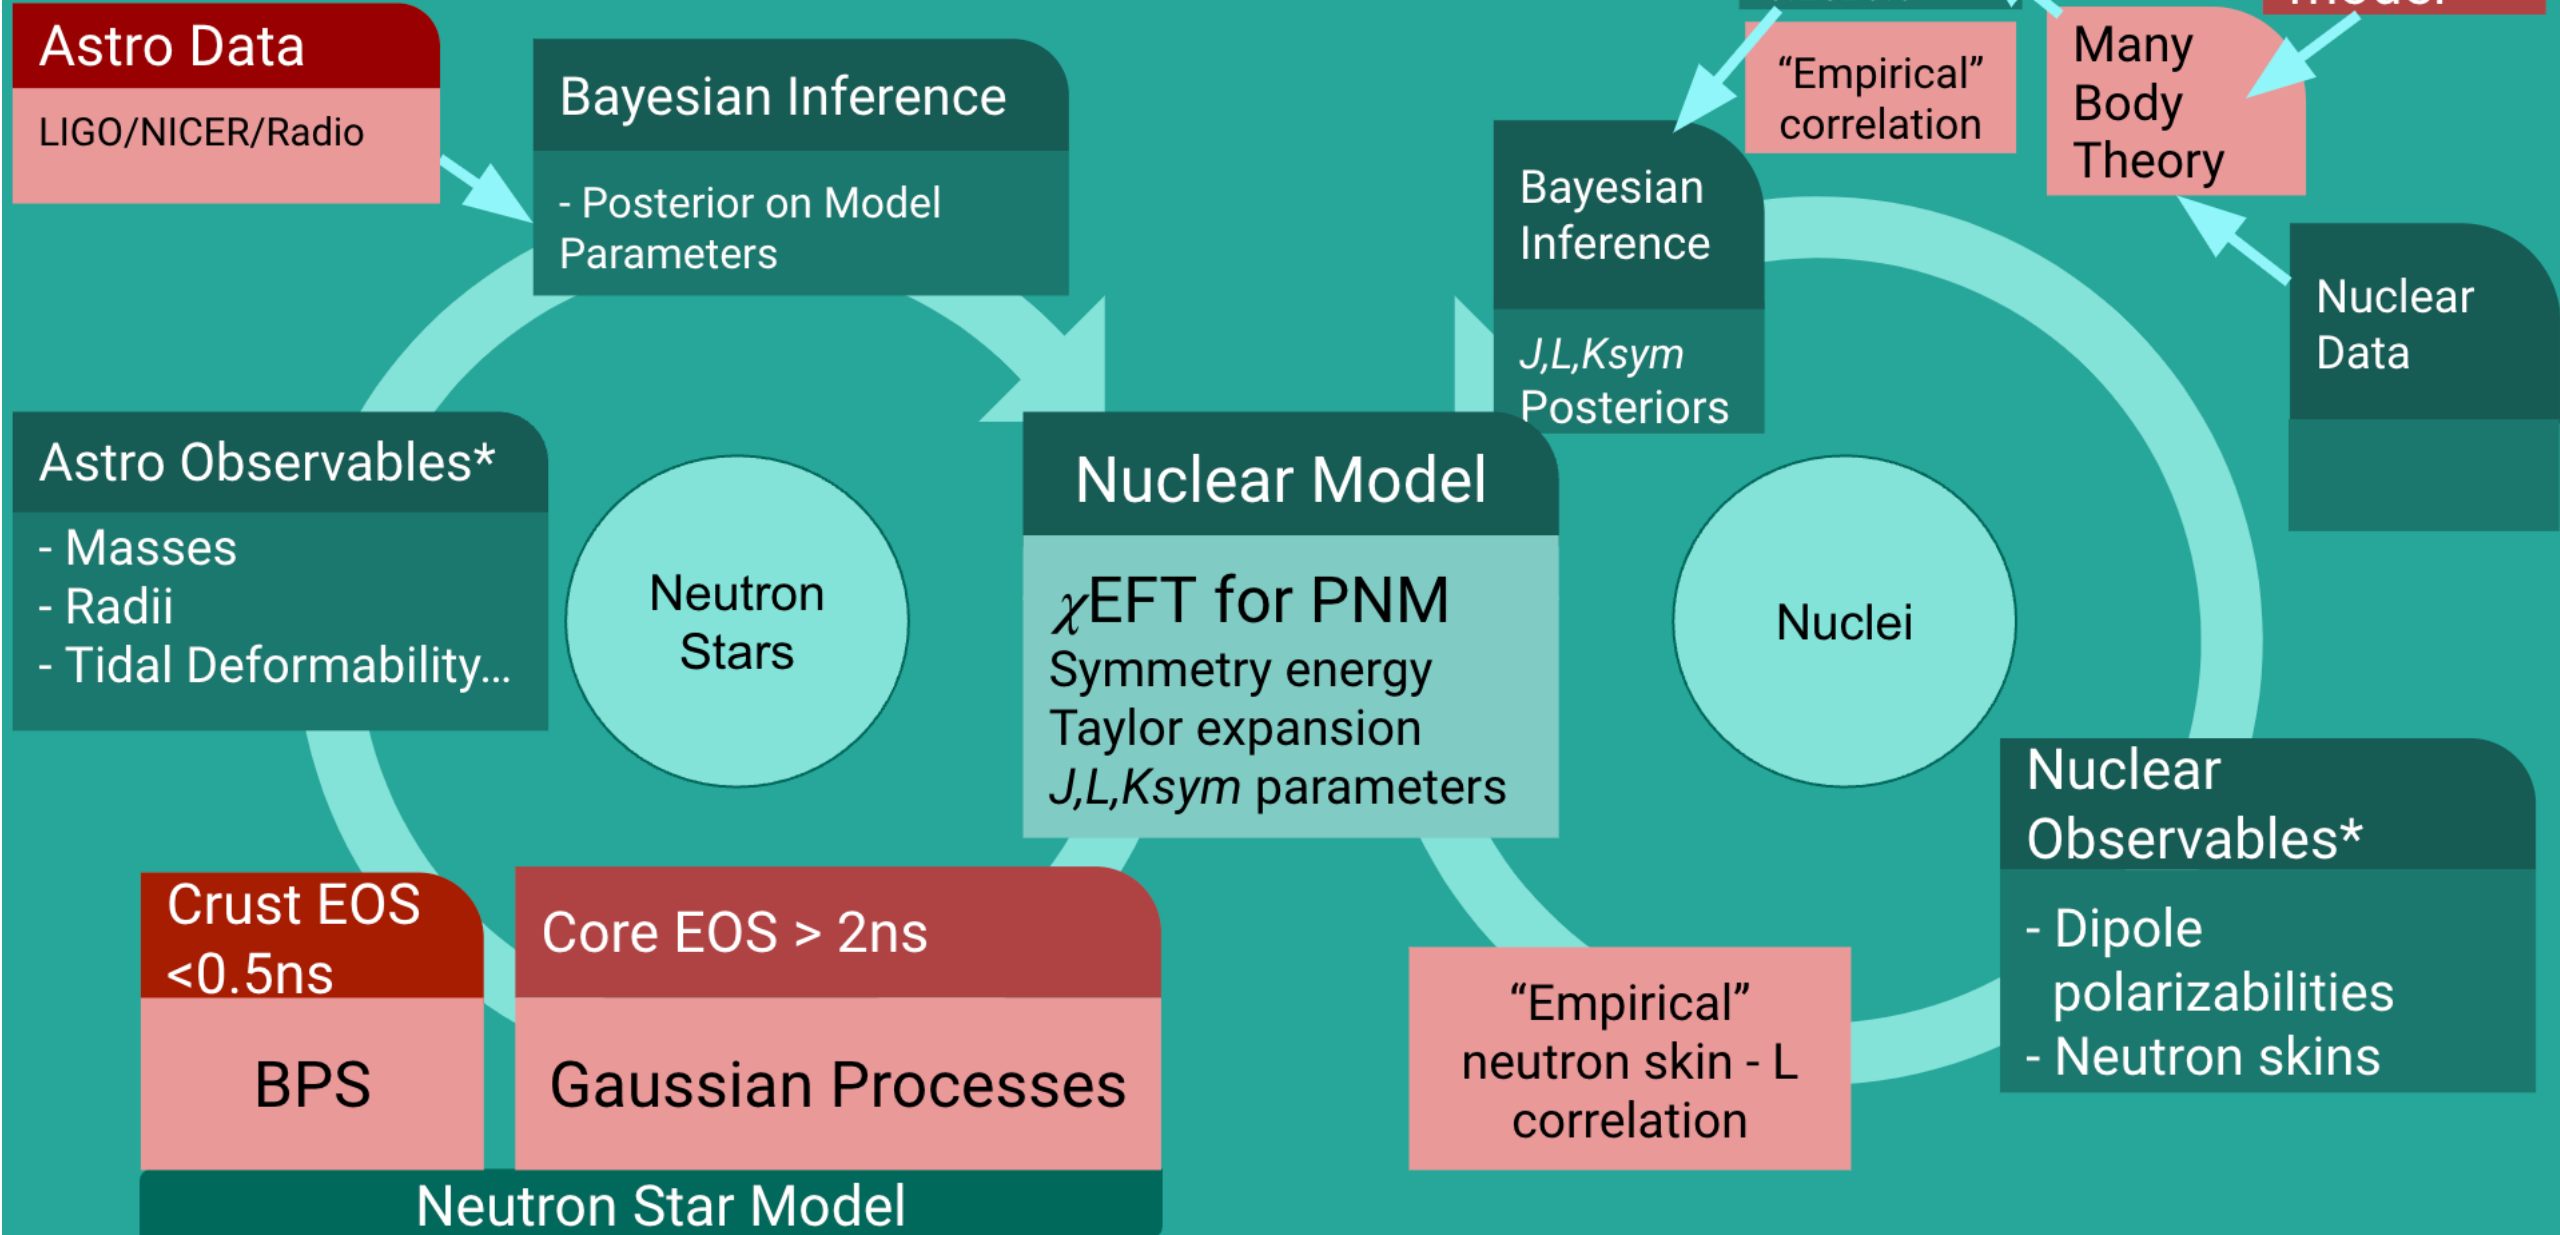 Astro Data
LIGO/NICER/Radio
Bayesian Inference
- Posterior on Model
Parameters
Astro Observables*
- Masses
- Radii
- Tidal Deformability...
Neutron
Stars
Crust EOS
<0.5ns
BPS
Core EOS > 2ns
Gaussian Processes
Neutron Star Model
Nuclear Model
χEFT for PNM
Symmetry energy
Taylor expansion
J,L,Ksym parameters
Bayesian
Inference
J,L,Ksym
Posteriors
“Empirical”
correlation
model
Many
Body
Theory
Nuclear
Data
Nuclei
Nuclear
Observables*
- Dipole
polarizabilities
- Neutron skins
“Empirical”
neutron skin - L
correlation